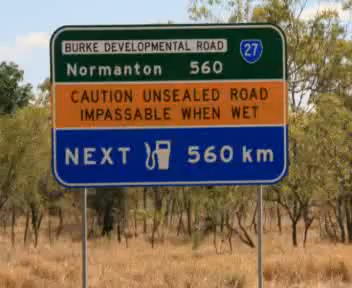 BURKE DEVELOPMENTAL ROAD 27
Normanton 560
CAUTION UNSEALED ROAD
IMPASSABLE WHEN WET
NEXT 560 km